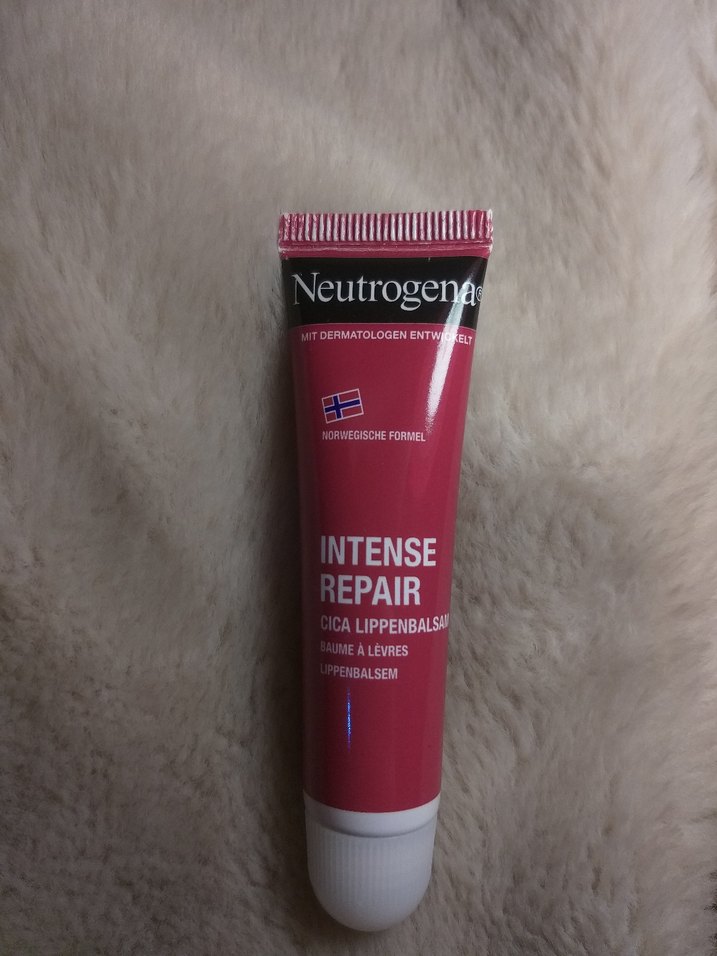 Neutrogena®
MIT DERMATOLOGEN ENTWICKELT
NORWEGISCHE FORMEL
INTENSE
REPAIR
CICA LIPPENBALSAM
BAUME À LÈVRES
LIPPENBALSEM